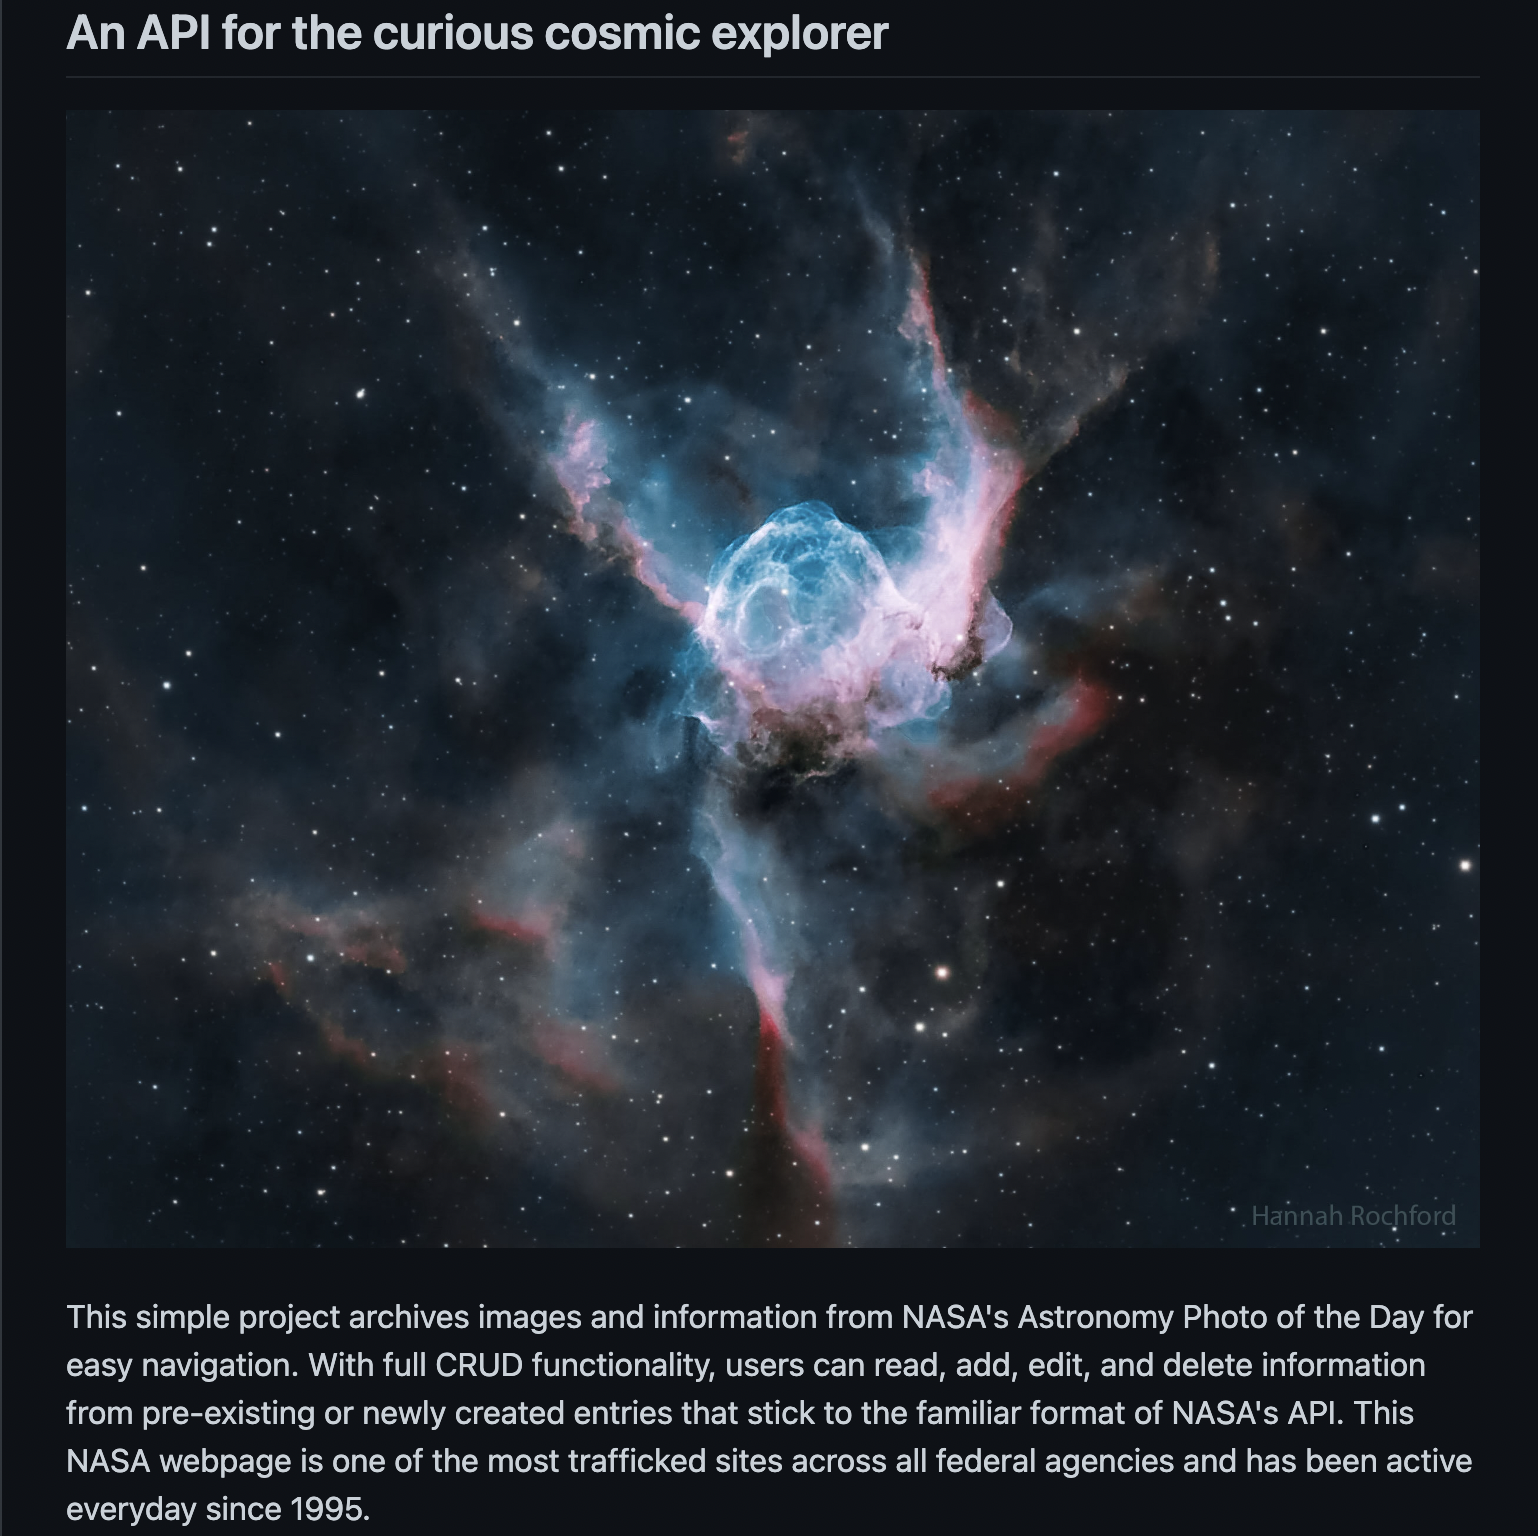 An API for the curious cosmic explorer
Hannah Rochford
This simple project archives images and information from NASA's Astronomy Photo of the Day for
easy navigation. With full CRUD functionality, users can read, add, edit, and delete information
from pre-existing or newly created entries that stick to the familiar format of NASA's API. This
NASA webpage is one of the most trafficked sites across all federal agencies and has been active
everyday since 1995.